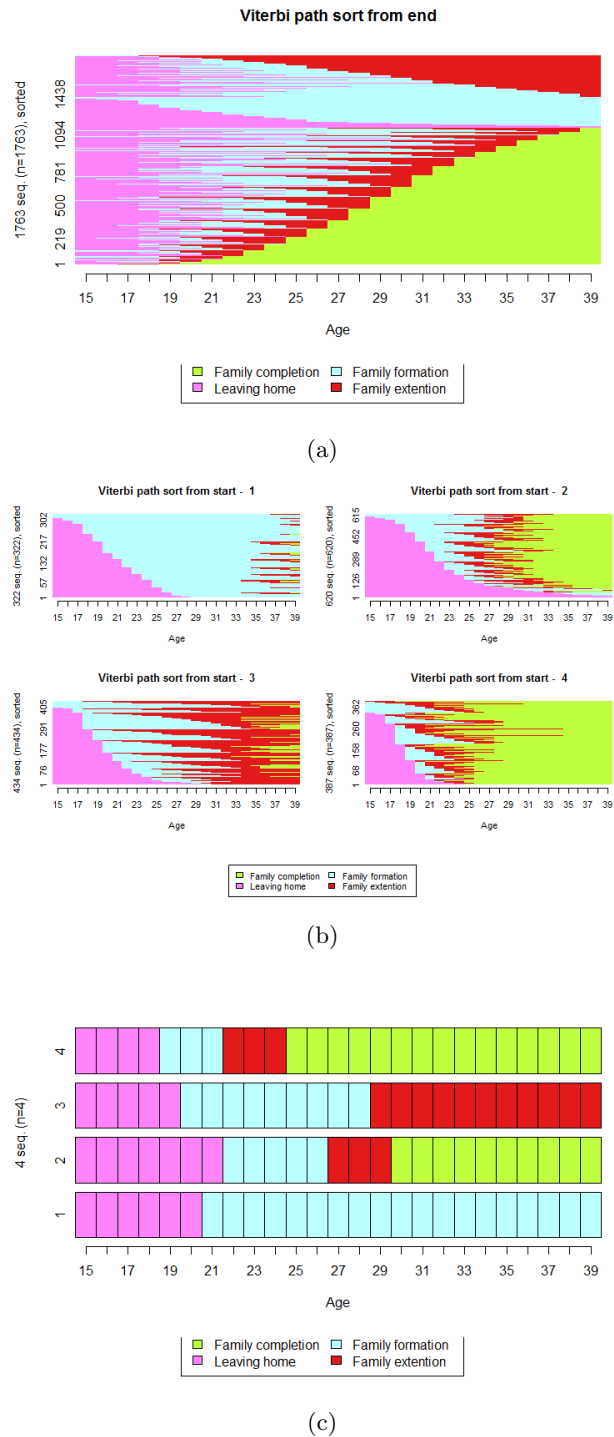 Viterbi path sort from end
1763 seq. (n=1763), sorted
1 219 500 781 1094 1438
15 17 19 21 23 25 27 29 31 33 35 37 39
Age
Family completion Family formation
Leaving home Family extention
(a)
Viterbi path sort from start - 1
322 seq. (n=322), sorted
1 57 132 217 302
15 17 19 21 23 25 27 29 31 33 35 37 39
Age
Viterbi path sort from start - 2
620 seq. (n=620), sorted
1 126 289 452 615
15 17 19 21 23 25 27 29 31 33 35 37 39
Age
Viterbi path sort from start - 3
434 seq. (n=434), sorted
1 76 177 291 405
15 17 19 21 23 25 27 29 31 33 35 37 39
Age
Viterbi path sort from start - 4
387 seq. (n=387), sorted
1 68 158 260 362
15 17 19 21 23 25 27 29 31 33 35 37 39
Age
Family completion Family formation
Leaving home Family extention
(b)
4 seq. (n=4)
1 2 3 4
15 17 19 21 23 25 27 29 31 33 35 37 39
Age
Family completion Family formation
Leaving home Family extention
(c)